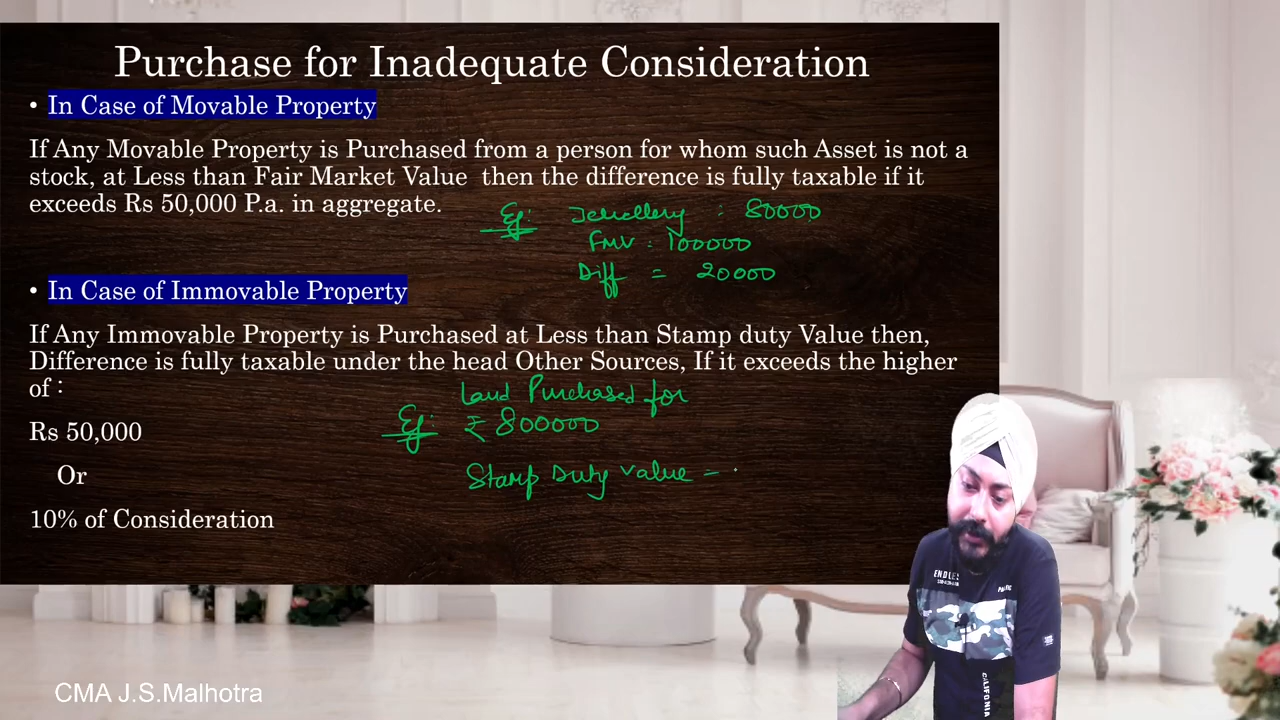 Purchase for Inadequate Consideration
• In Case of Movable Property
If Any Movable Property is Purchased from a person for whom such Asset is not a
stock, at Less than Fair Market Value then the difference is fully taxable if it
exceeds Rs 50,000 P.a. in aggregate.
Eg: Jewellery : 80000
FMV : 100000
Diff = 20000
• In Case of Immovable Property
If Any Immovable Property is Purchased at Less than Stamp duty Value then,
Difference is fully taxable under the head Other Sources, If it exceeds the higher
of :
Land Purchased for
Eg: ₹ 800000
Rs 50,000
Stamp Duty value =
Or
10% of Consideration
ENDLES
CALIFORNIA
CMA J.S.Malhotra